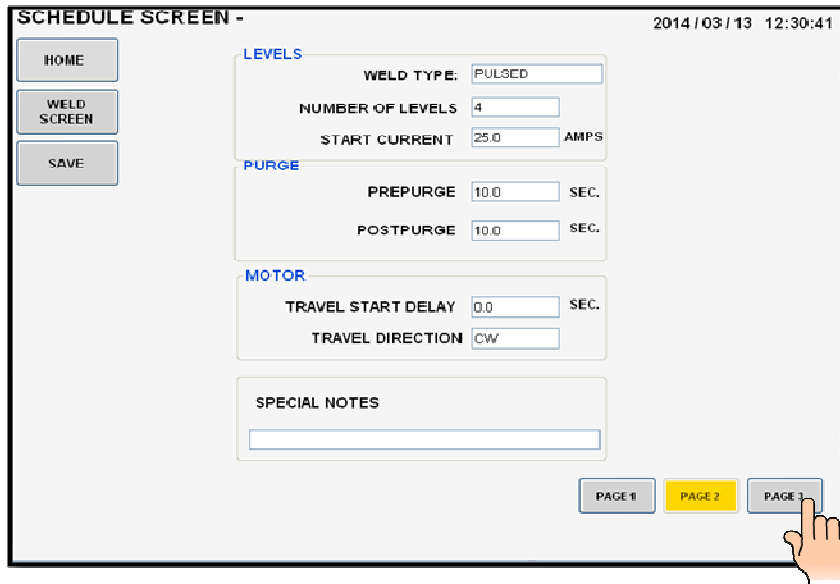 SCHEDULE SCREEN -
2014/03/13 12:30:41
HOME
WELD
SCREEN
SAVE
LEVELS
WELD TYPE: PULSED
NUMBER OF LEVELS 4
START CURRENT 25.0 AMPS
PURGE
PREPURGE 10.0 SEC.
POSTPURGE 10.0 SEC.
MOTOR
TRAVEL START DELAY 0.0 SEC.
TRAVEL DIRECTION CW
SPECIAL NOTES
PAGE 1 PAGE 2 PAGE 3